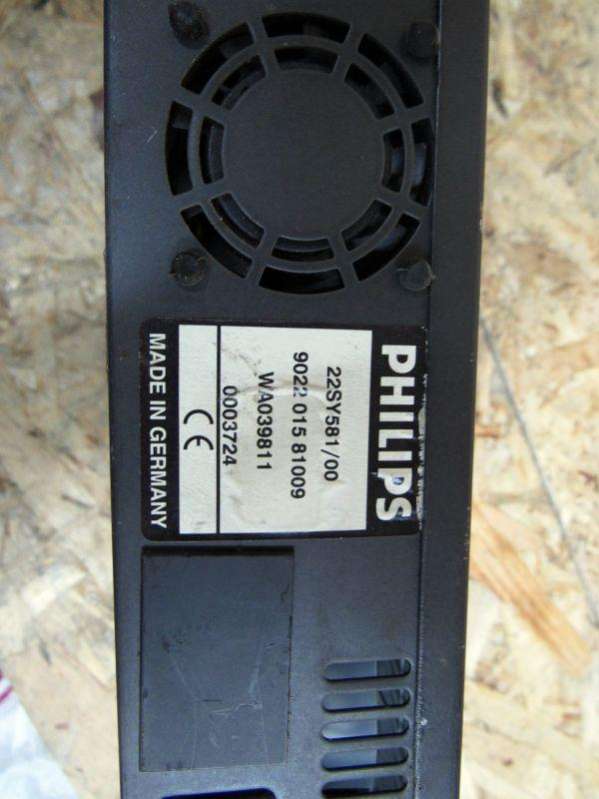 PHILIPS
22SY581/00
9022 015 81009
WA039811
0003724
CE
MADE IN GERMANY